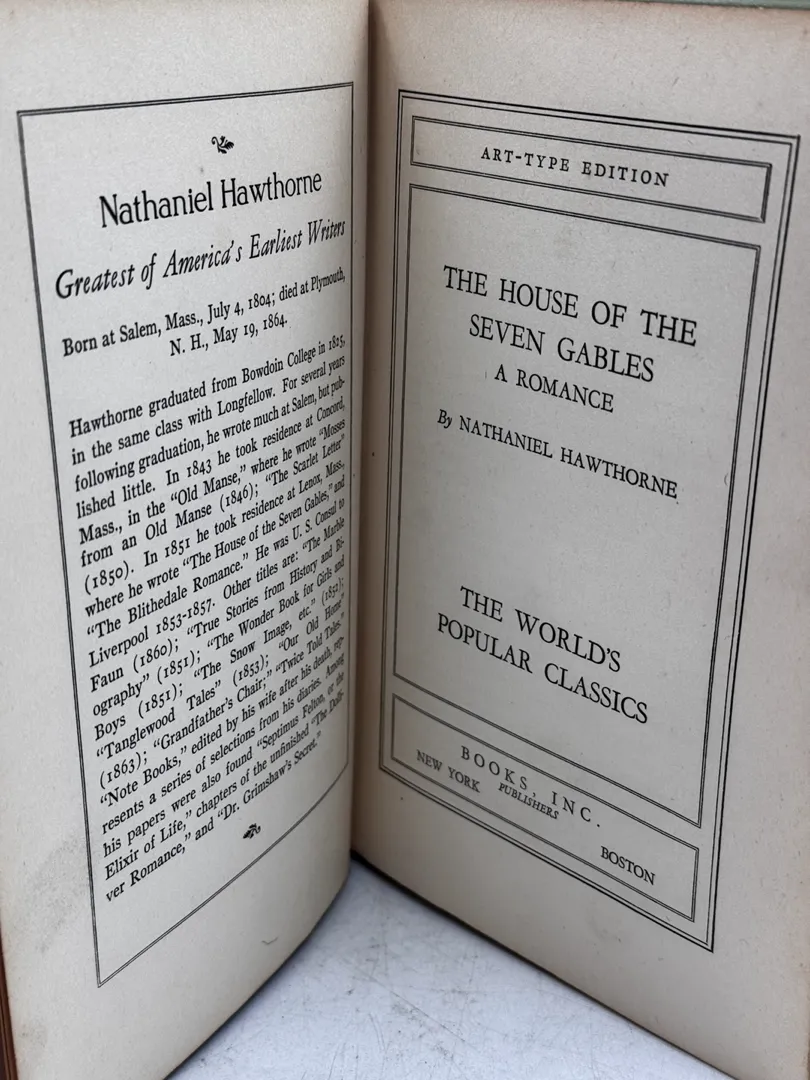 Nathaniel Hawthorne
Greatest of America's Earliest Writers
Born at Salem, Mass., July 4, 1804; died at Plymouth,
N. H., May 19, 1864.
Hawthorne graduated from Bowdoin College in 1825,
in the same class with Longfellow. For several years
following graduation, he wrote much at Salem, but pub-
lished little. In 1843 he took residence at Concord,
Mass., in the "Old Manse," where he wrote "Mosses
from an Old Manse (1846); "The Scarlet Letter"
(1850). In 1851 he took residence at Lenox, Mass.,
where he wrote "The House of the Seven Gables," and
"The Blithedale Romance." He was U. S. Consul to
Liverpool 1853-1857. Other titles are: "The Marble
Faun (1860); "True Stories from History and Bi-
ography" (1851); "The Wonder Book for Girls and
Boys (1851); "The Snow Image, etc." (1852);
"Tanglewood Tales" (1853); "Our Old Home"
(1863); "Grandfather's Chair;" "Twice Told Tales."
"Note Books," edited by his wife after his death, rep-
resents a series of selections from his diaries. Among
his papers were also found "Septimus Felton, or the
Elixir of Life," chapters of the unfinished "The Dolli-
ver Romance," and "Dr. Grimshaw's Secret."
ART-TYPE EDITION
THE HOUSE OF THE
SEVEN GABLES
A ROMANCE
By NATHANIEL HAWTHORNE
THE WORLD'S
POPULAR CLASSICS
BOOKS, INC.
PUBLISHERS
NEW YORK BOSTON